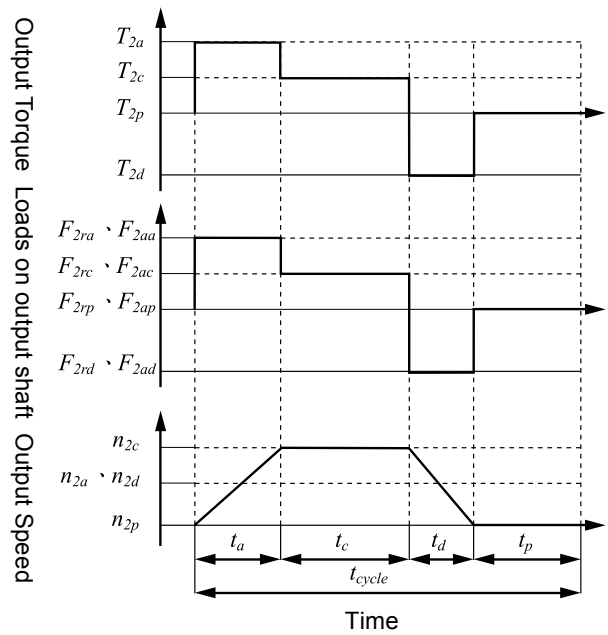 Output Torque
T2a
T2c
T2p
T2d
Loads on output shaft
F2ra、F2aa
F2rc、F2ac
F2rp、F2ap
F2rd、F2ad
Output Speed
n2c
n2a、n2d
n2p
ta tc td tp
tcycle
Time